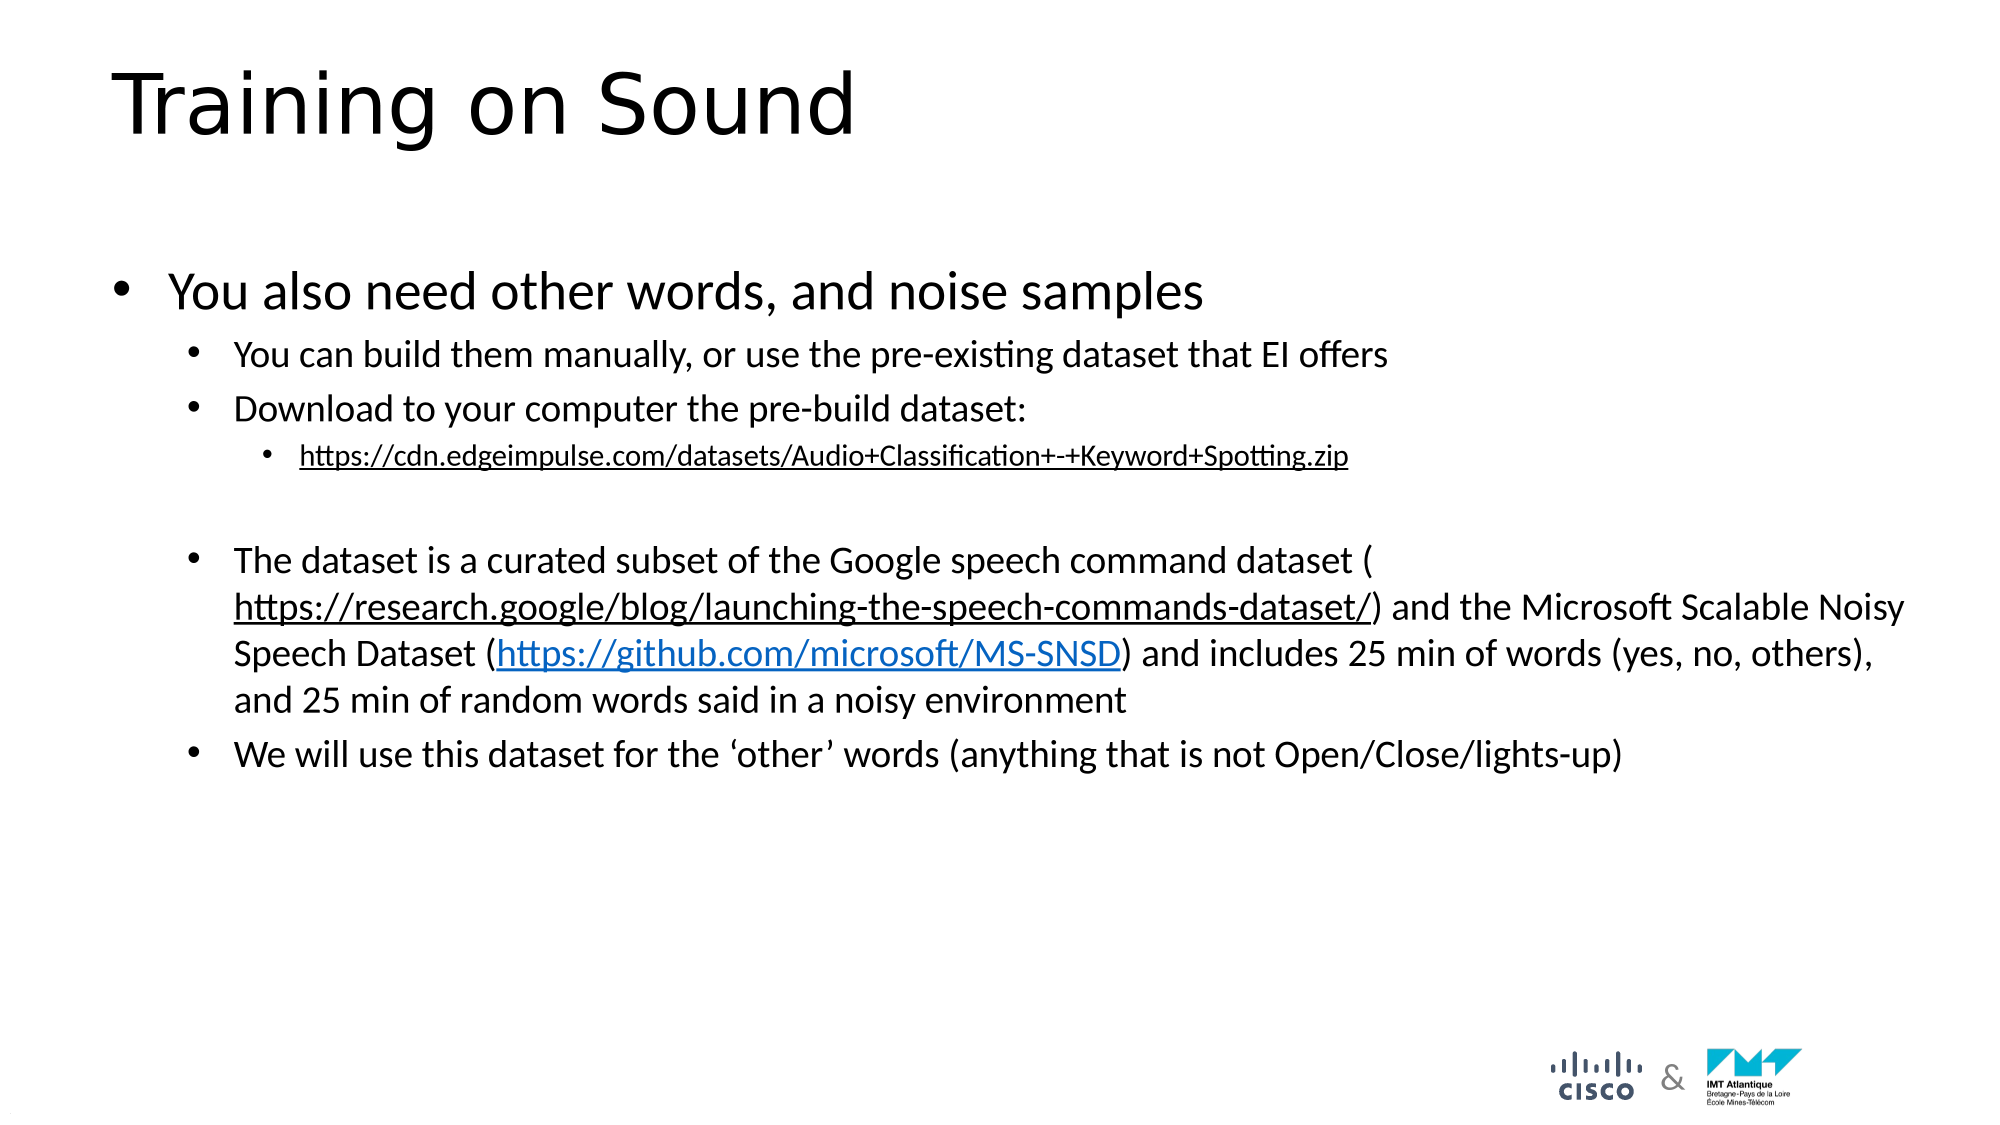 Training on Sound
• You also need other words, and noise samples
• You can build them manually, or use the pre-existing dataset that EI offers
• Download to your computer the pre-build dataset:
• https://cdn.edgeimpulse.com/datasets/Audio+Classification+-+Keyword+Spotting.zip
• The dataset is a curated subset of the Google speech command dataset (
https://research.google/blog/launching-the-speech-commands-dataset/) and the Microsoft Scalable Noisy
Speech Dataset (https://github.com/microsoft/MS-SNSD) and includes 25 min of words (yes, no, others),
and 25 min of random words said in a noisy environment
• We will use this dataset for the ‘other’ words (anything that is not Open/Close/lights-up)
CISCO & IMT Atlantique
Bretagne-Pays de la Loire
École Mines-Télécom